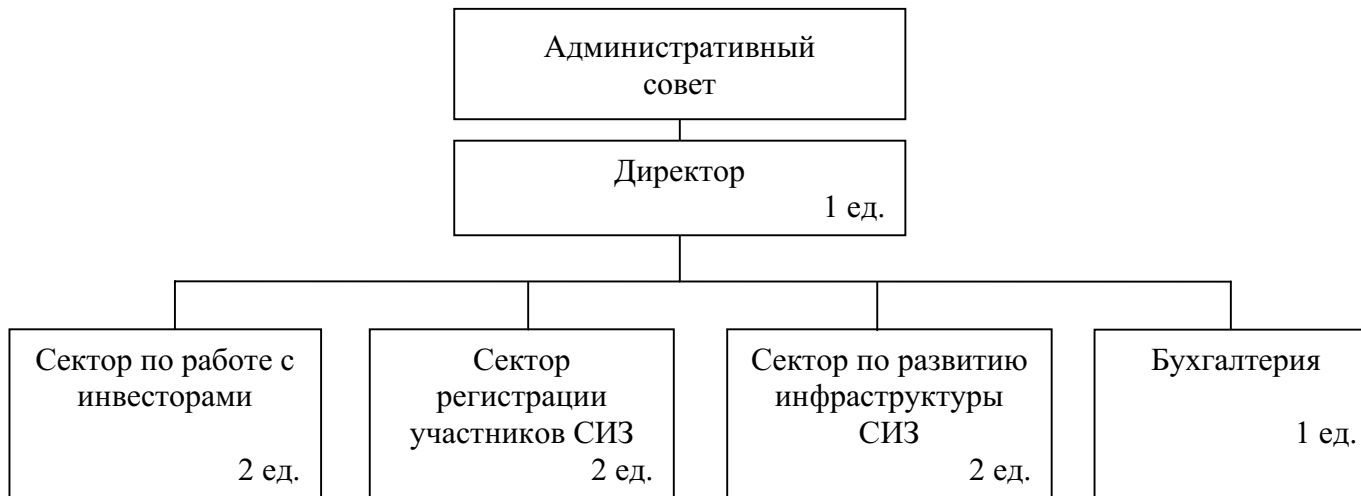 Административный
совет
Директор
1 ед.
Сектор по работе с
инвесторами
2 ед.
Сектор
регистрации
участников СИЗ
2 ед.
Сектор по развитию
инфраструктуры
СИЗ
2 ед.
Бухгалтерия
1 ед.